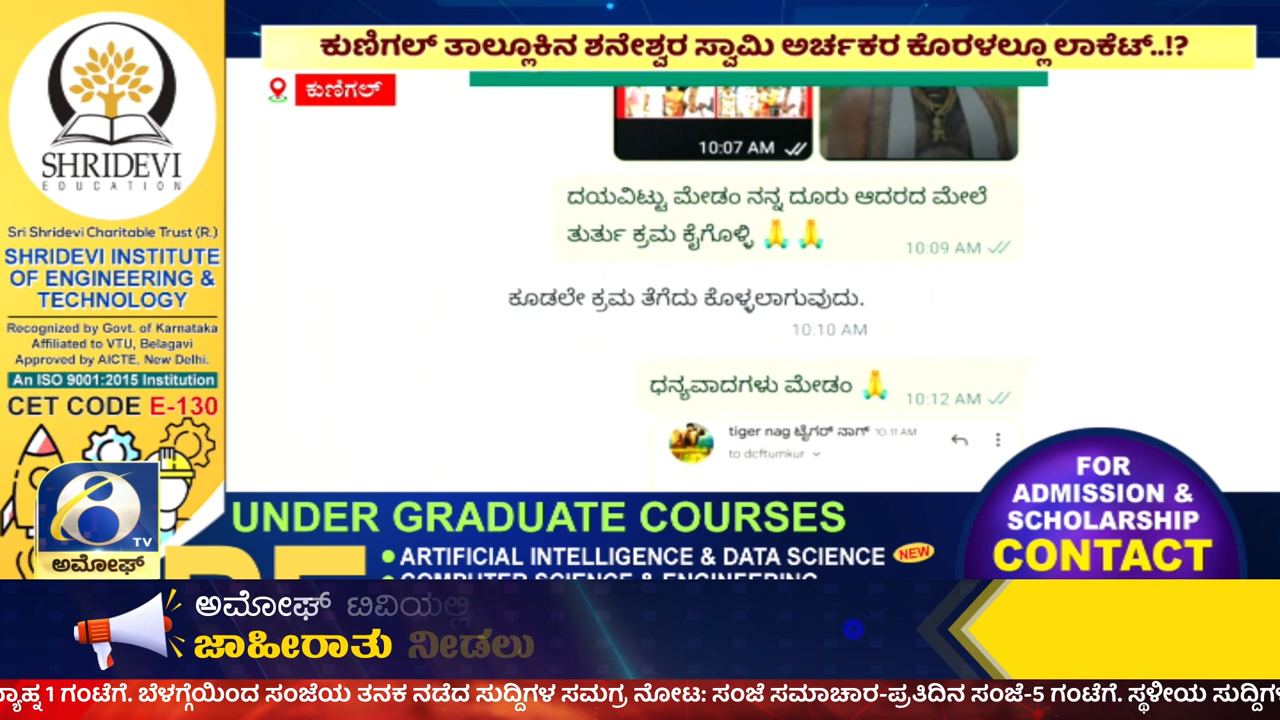 ಕುಣಿಗಲ್ ತಾಲ್ಲೂಕಿನ ಶನೇಶ್ವರ ಸ್ವಾಮಿ ಅರ್ಚಕರ ಕೊರಳಲ್ಲೂ ಲಾಕೆಟ್..!?
ಕುಣಿಗಲ್
10:07 AM
ದಯವಿಟ್ಟು ಮೇಡಂ ನನ್ನ ದೂರು ಆದರದ ಮೇಲೆ
ತುರ್ತು ಕ್ರಮ ಕೈಗೊಳ್ಳಿ 🙏 🙏
10:09 AM
ಕೂಡಲೇ ಕ್ರಮ ತೆಗೆದು ಕೊಳ್ಳಲಾಗುವುದು.
10:10 AM
ಧನ್ಯವಾದಗಳು ಮೇಡಂ 🙏
10:12 AM
tiger nag ಟೈಗರ್ ನಾಗ್ 10:11 AM
to dcftumkur
SHRIDEVI
EDUCATION
Sri Shridevi Charitable Trust (R.)
SHRIDEVI INSTITUTE
OF ENGINEERING &
TECHNOLOGY
Recognized by Govt. of Karnataka
Affiliated to VTU, Belagavi
Approved by AICTE, New Delhi.
An ISO 9001:2015 Institution
CET CODE E-130
TV
ಅಮೋಘ್
UNDER GRADUATE COURSES
ARTIFICIAL INTELLIGENCE & DATA SCIENCE NEW
COMPUTER SCIENCE & ENGINEERING
FOR
ADMISSION &
SCHOLARSHIP
CONTACT
ಅಮೋಘ್ ಟಿವಿಯಲ್ಲಿ
ಜಾಹೀರಾತು ನೀಡಲು
1 ಗಂಟೆಗೆ. ಬೆಳಗ್ಗೆಯಿಂದ ಸಂಜೆಯ ತನಕ ನಡೆದ ಸುದ್ದಿಗಳ ಸಮಗ್ರ ನೋಟ: ಸಂಜೆ ಸಮಾಚಾರ-ಪ್ರತಿದಿನ ಸಂಜೆ-5 ಗಂಟೆಗೆ. ಸ್ಥಳೀಯ